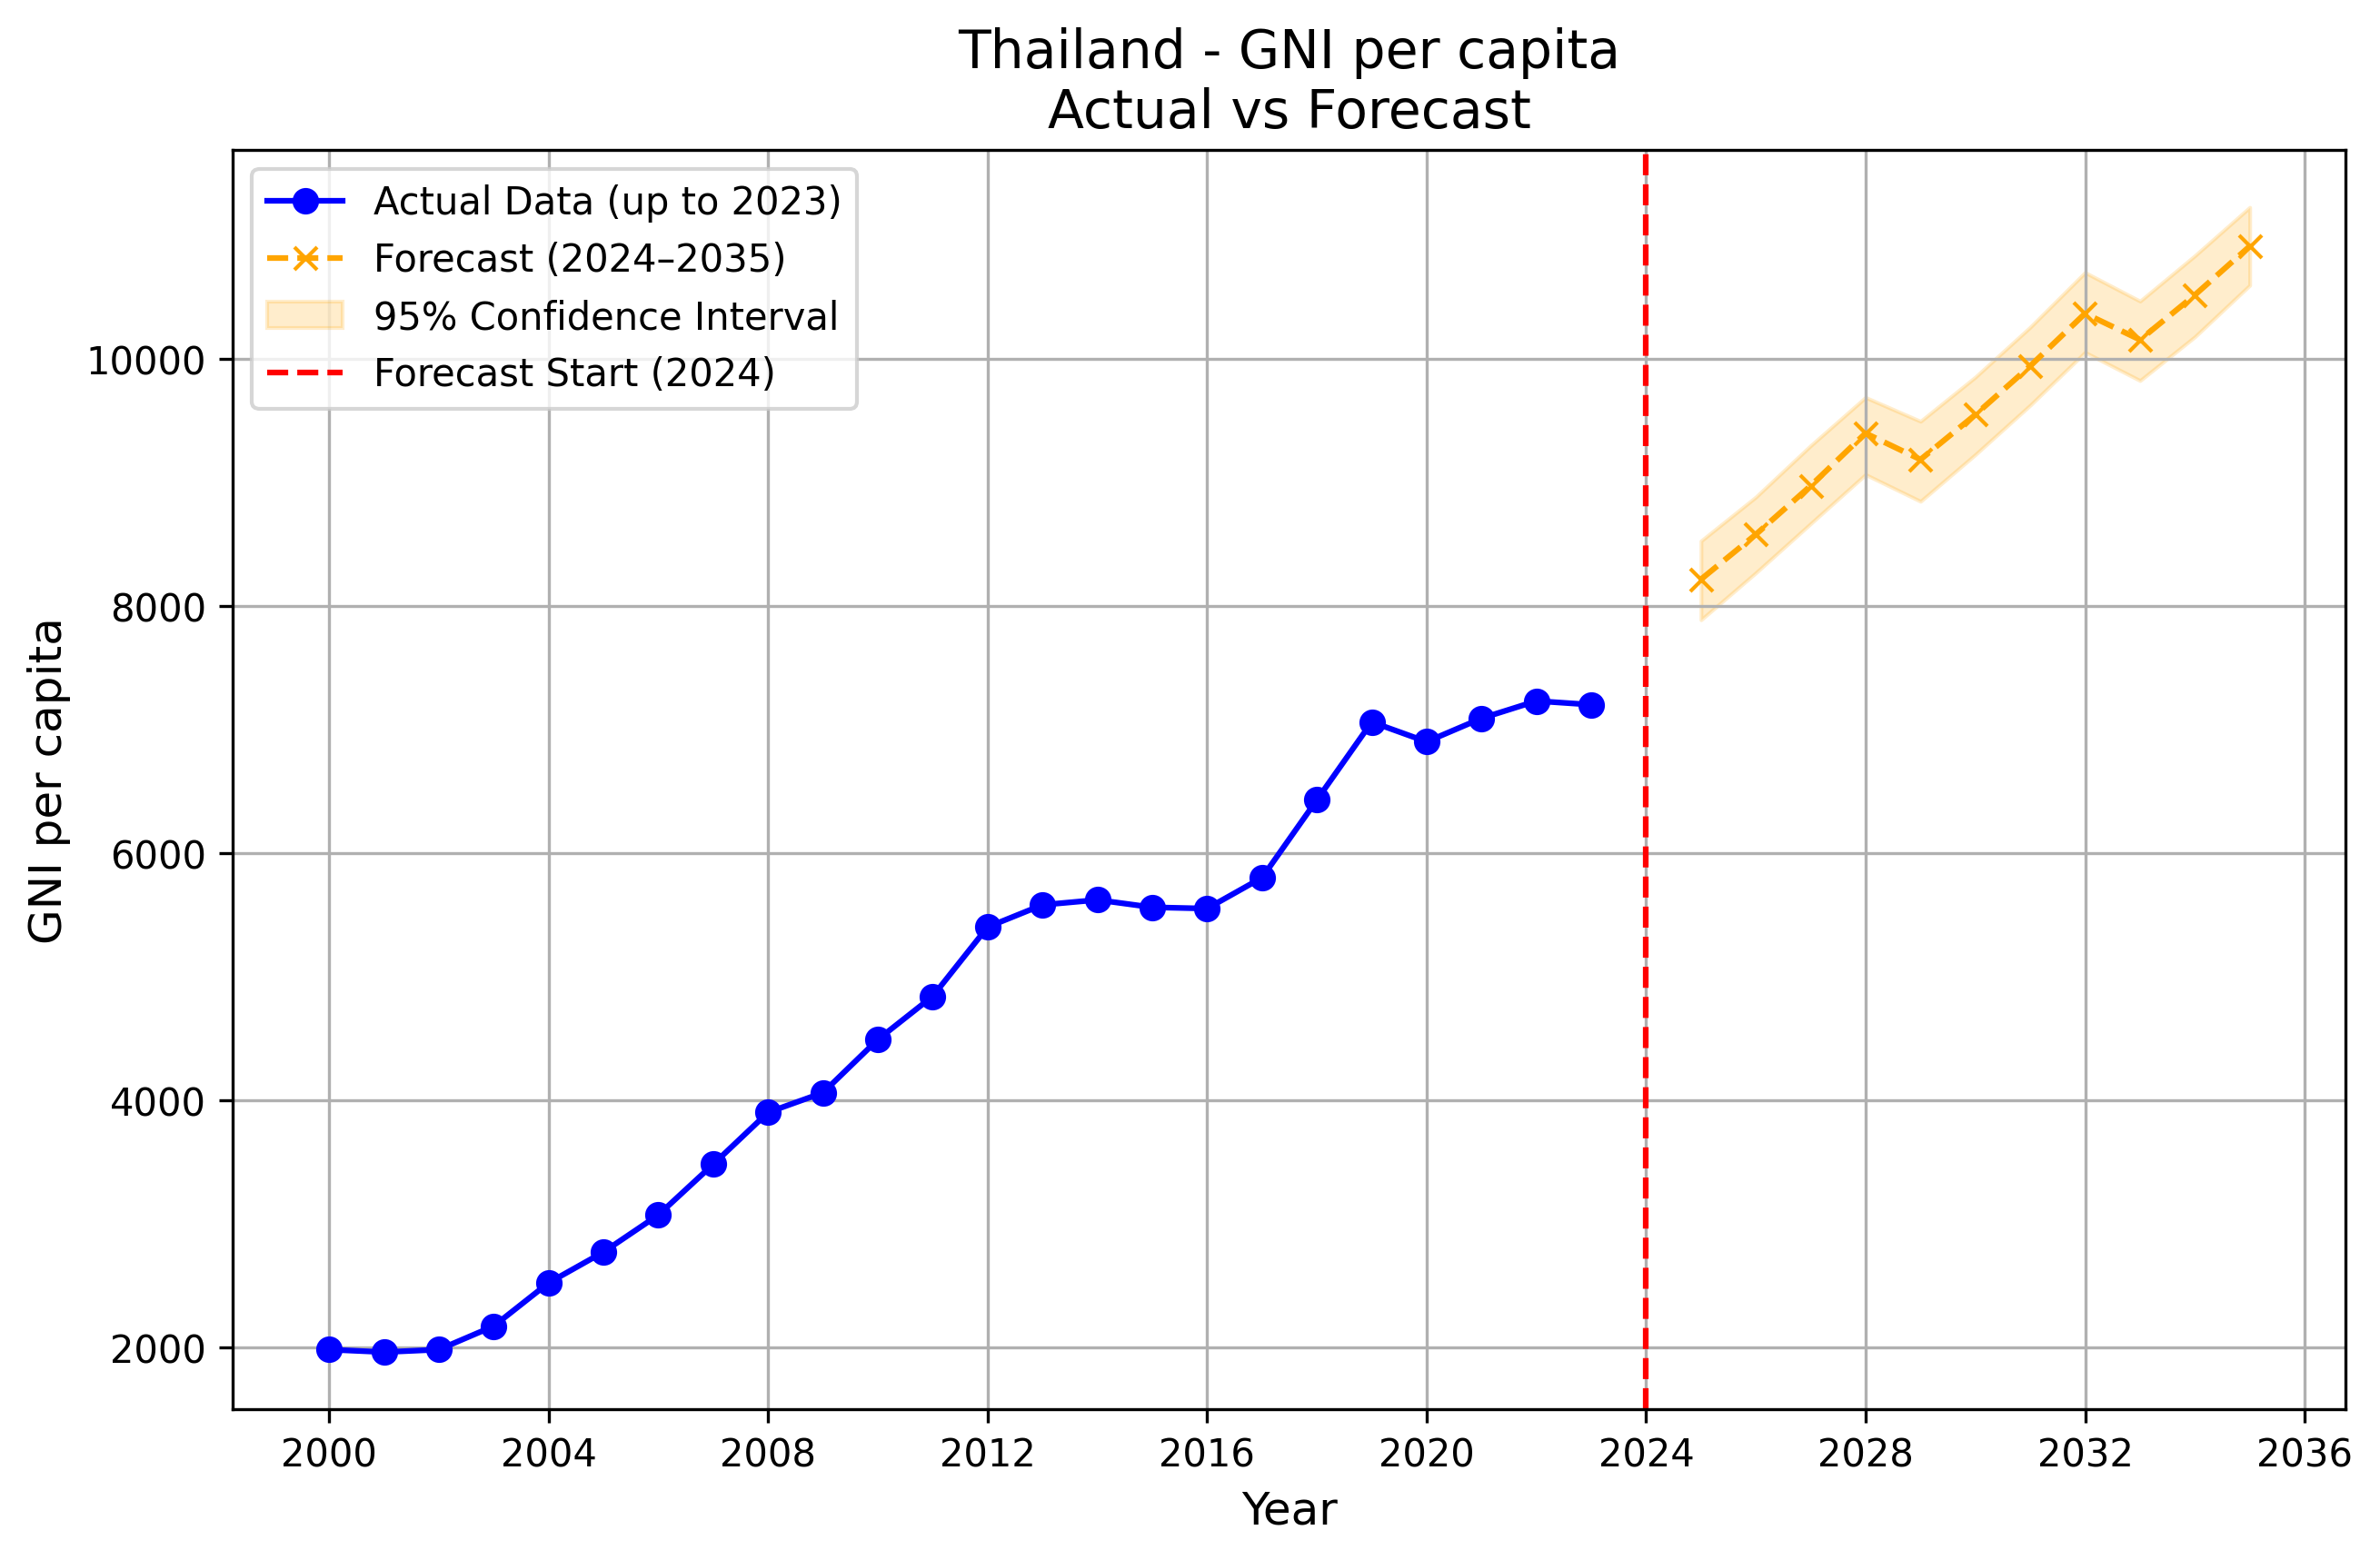 Thailand - GNI per capita
Actual vs Forecast
Actual Data (up to 2023)
Forecast (2024–2035)
95% Confidence Interval
Forecast Start (2024)
GNI per capita
10000
8000
6000
4000
2000
2000 2004 2008 2012 2016 2020 2024 2028 2032 2036
Year